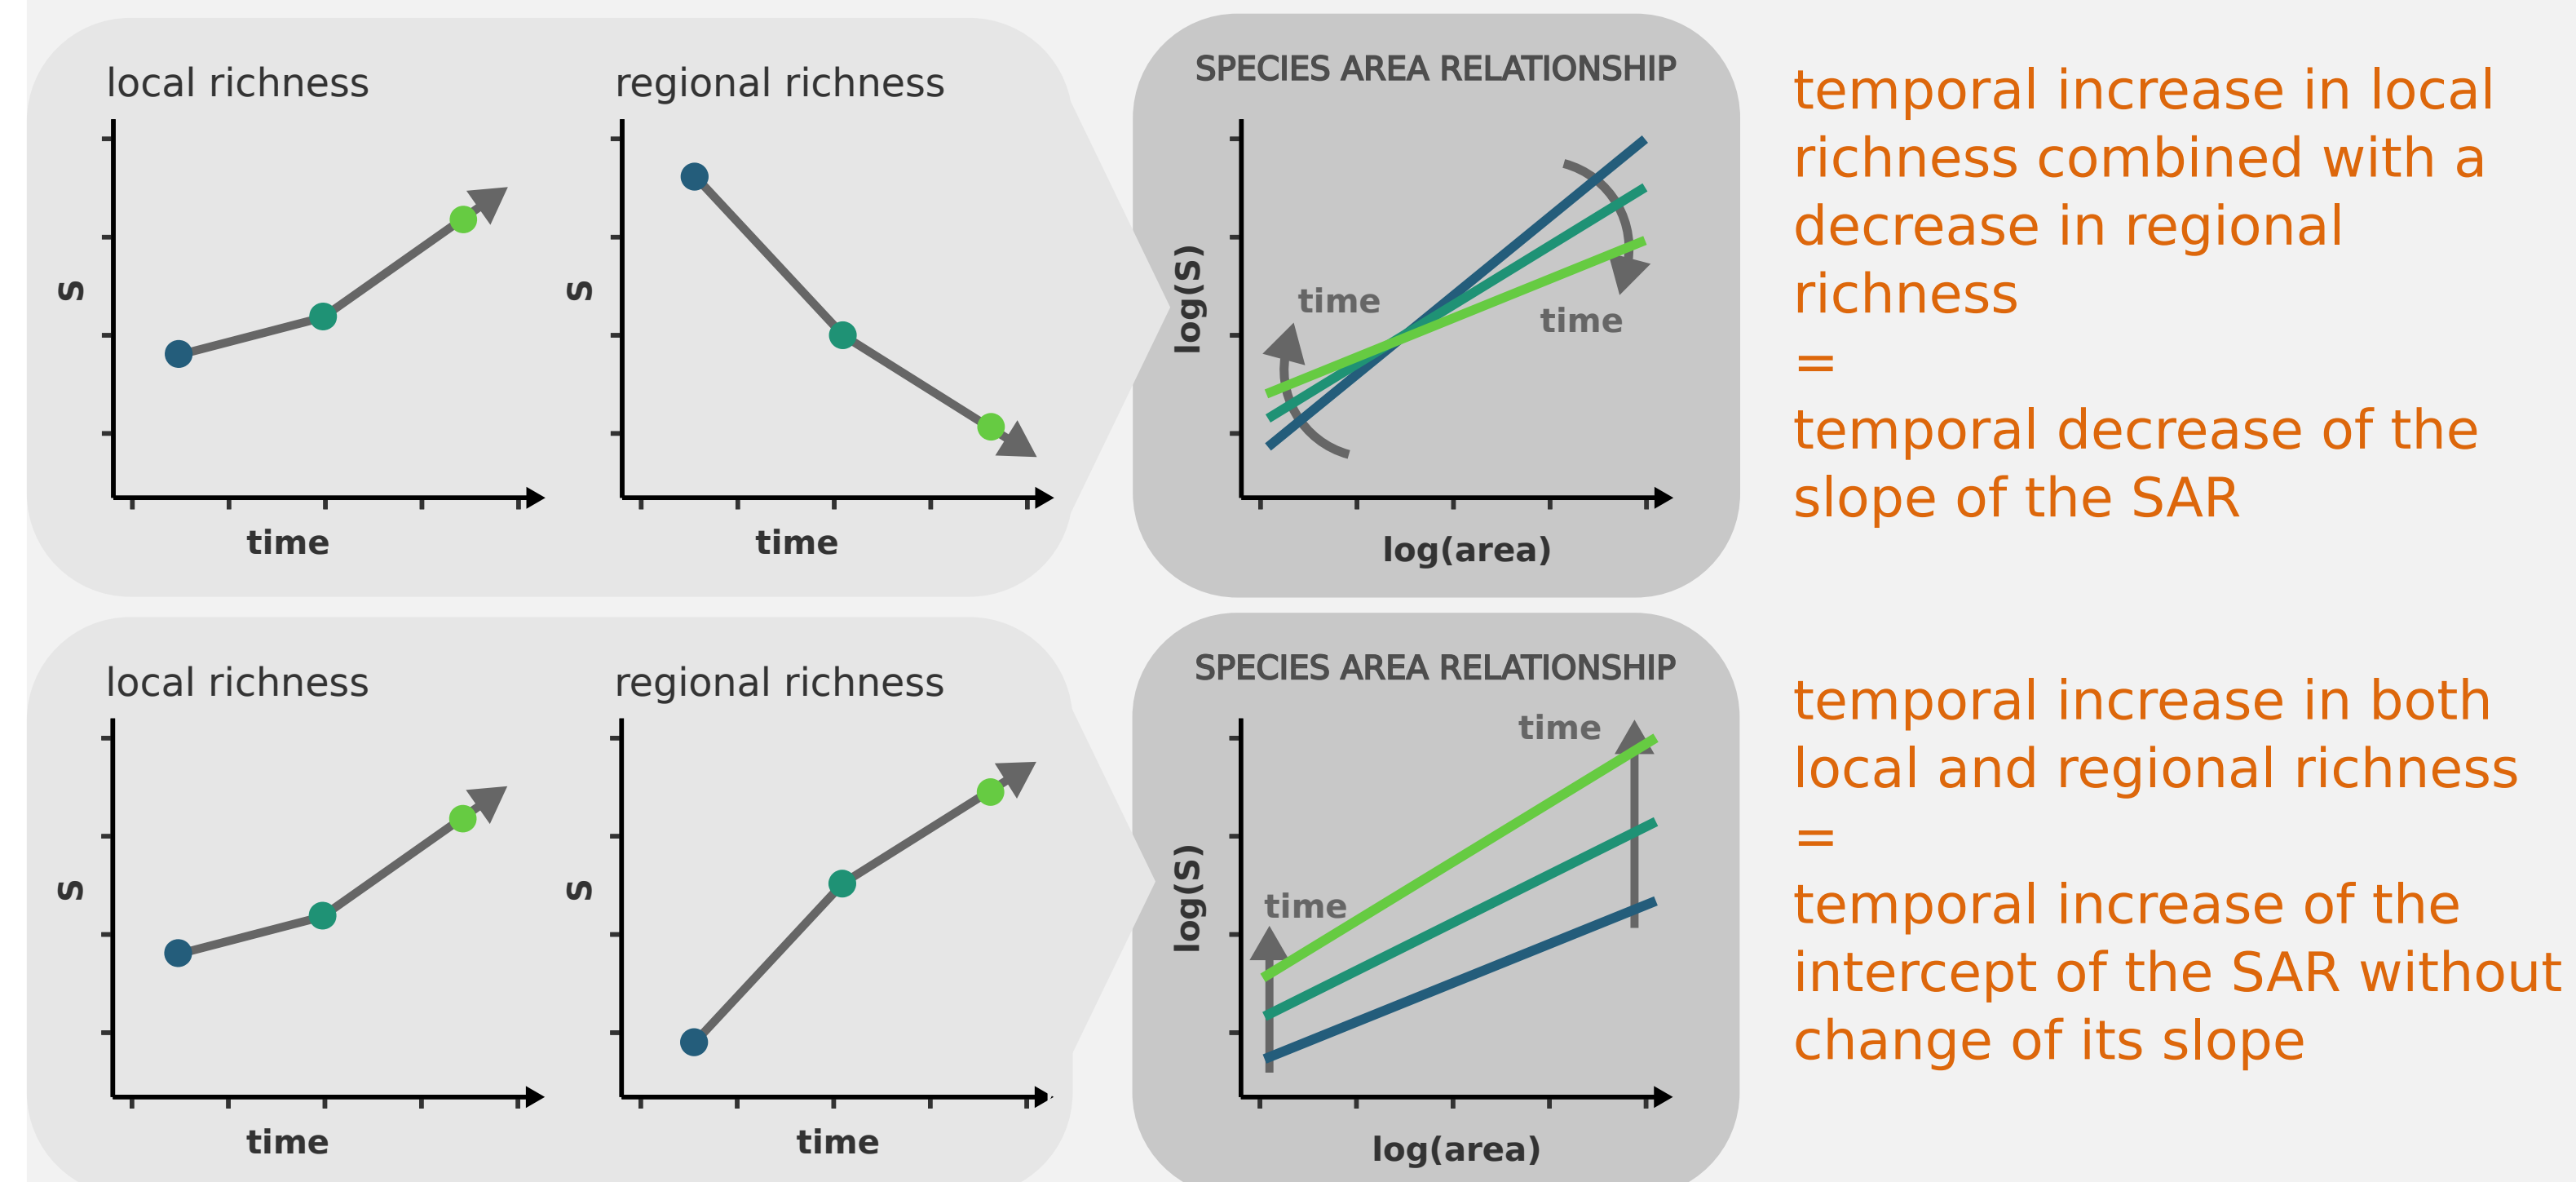 local richness
regional richness
SPECIES AREA RELATIONSHIP
S
time
S
time
log(S)
time
time
log(area)
temporal increase in local
richness combined with a
decrease in regional
richness
=
temporal decrease of the
slope of the SAR
local richness
regional richness
SPECIES AREA RELATIONSHIP
S
time
S
time
log(S)
time
time
log(area)
temporal increase in both
local and regional richness
=
temporal increase of the
intercept of the SAR without
change of its slope